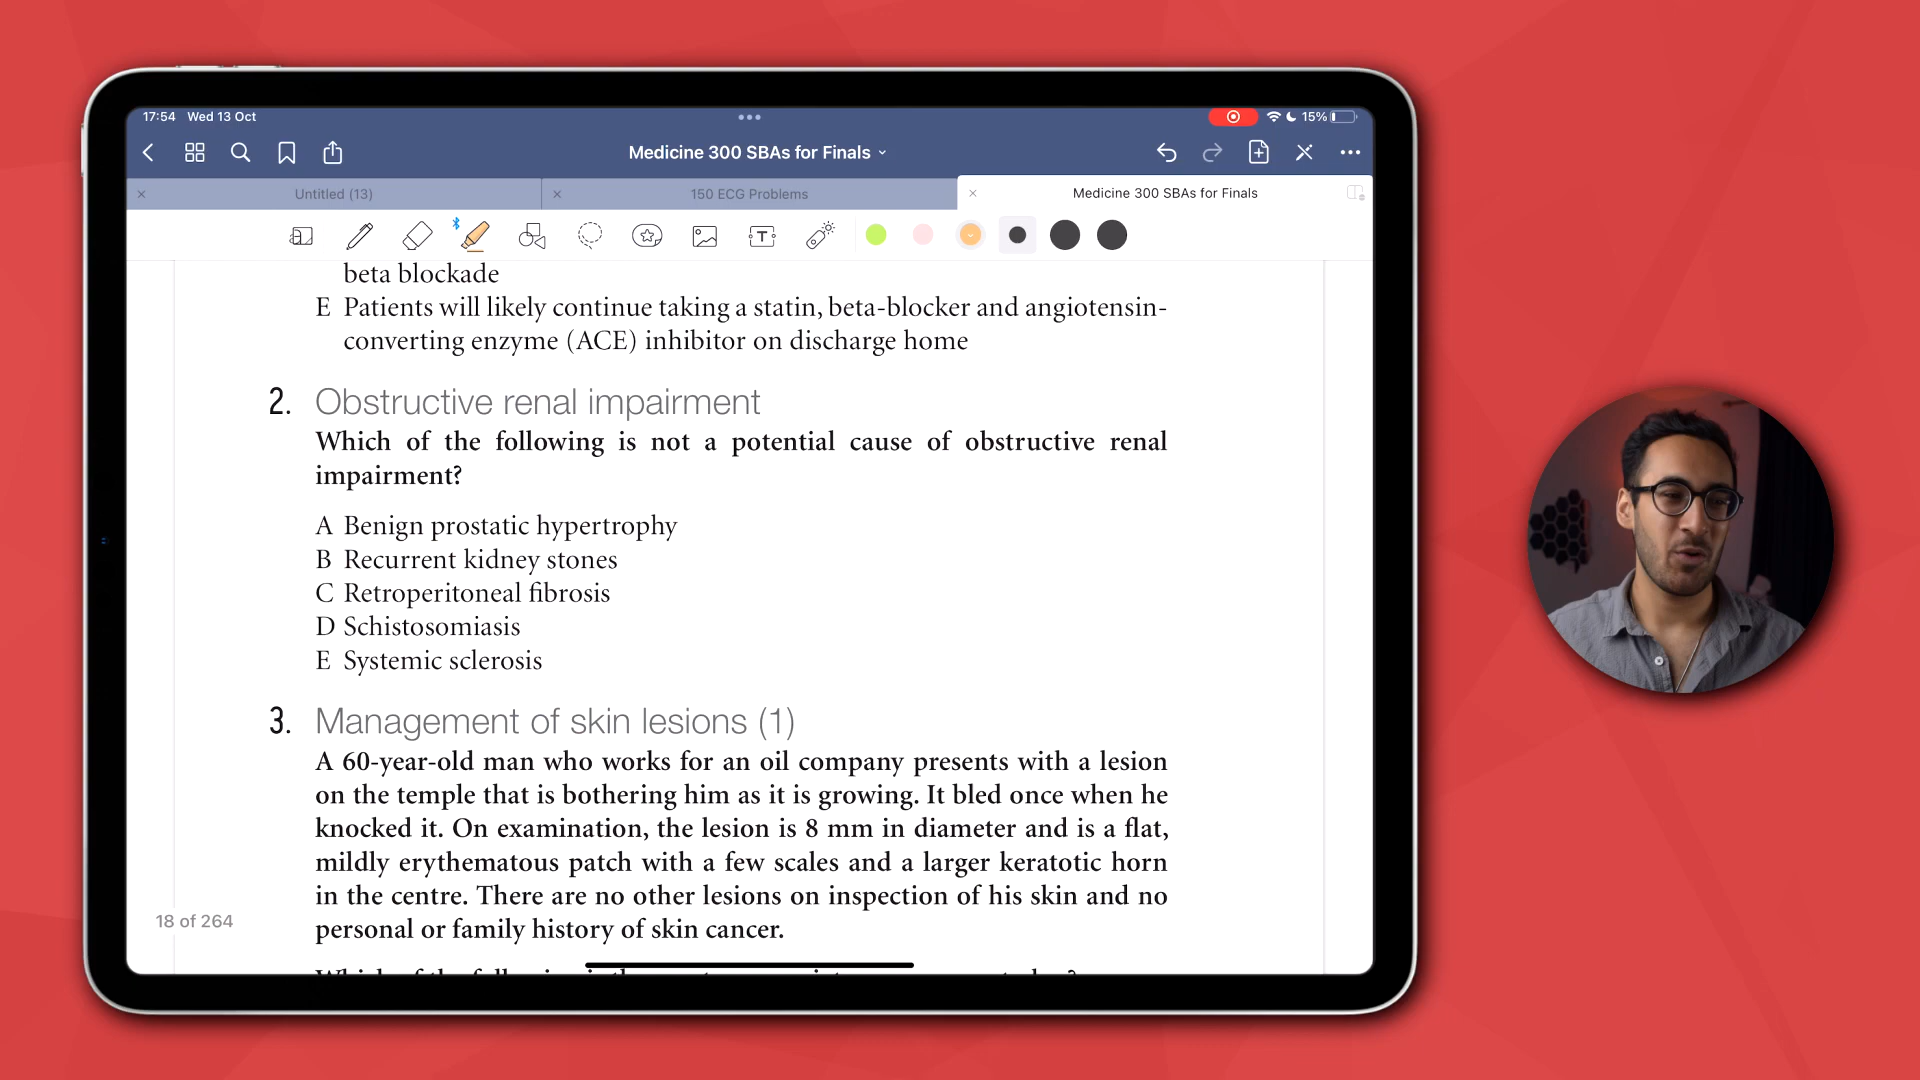 17:54 Wed 13 Oct
15%
Medicine 300 SBAs for Finals
Untitled (13)
150 ECG Problems
Medicine 300 SBAs for Finals
beta blockade
E Patients will likely continue taking a statin, beta-blocker and angiotensin-
converting enzyme (ACE) inhibitor on discharge home
2. Obstructive renal impairment
Which of the following is not a potential cause of obstructive renal
impairment?
A Benign prostatic hypertrophy
B Recurrent kidney stones
C Retroperitoneal fibrosis
D Schistosomiasis
E Systemic sclerosis
3. Management of skin lesions (1)
A 60-year-old man who works for an oil company presents with a lesion
on the temple that is bothering him as it is growing. It bled once when he
knocked it. On examination, the lesion is 8 mm in diameter and is a flat,
mildly erythematous patch with a few scales and a larger keratotic horn
in the centre. There are no other lesions on inspection of his skin and no
personal or family history of skin cancer.
18 of 264